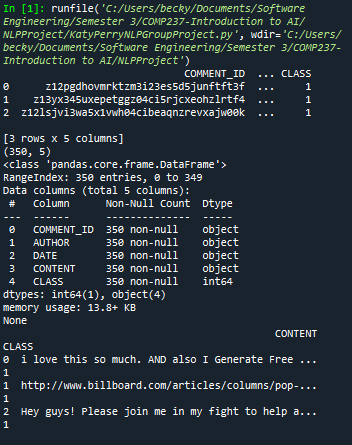 In [1]: runfile('C:/Users/becky/Documents/Software
Engineering/Semester 3/COMP237-Introduction to AI/
NLPProject/KatyPerryNLPGroupProject.py', wdir='C:/Users/
becky/Documents/Software Engineering/Semester 3/COMP237-
Introduction to AI/NLPProject')
COMMENT_ID ... CLASS
0 z12pgdhovmrktzm3i23es5d5junftft3f ... 1
1 z13yx345uxepetggz04ci5rjcxeohzlrtf4 ... 1
2 z12lsjvi3wa5x1vwh04cibeaqnzrevxajw00k ... 1
[3 rows x 5 columns]
(350, 5)
<class 'pandas.core.frame.DataFrame'>
RangeIndex: 350 entries, 0 to 349
Data columns (total 5 columns):
# Column Non-Null Count Dtype
--- ------ -------------- -----
0 COMMENT_ID 350 non-null object
1 AUTHOR 350 non-null object
2 DATE 350 non-null object
3 CONTENT 350 non-null object
4 CLASS 350 non-null int64
dtypes: int64(1), object(4)
memory usage: 13.8+ KB
None
CONTENT
CLASS
0 i love this so much. AND also I Generate Free ...
1
1 http://www.billboard.com/articles/columns/pop-...
1
2 Hey guys! Please join me in my fight to help a...
1